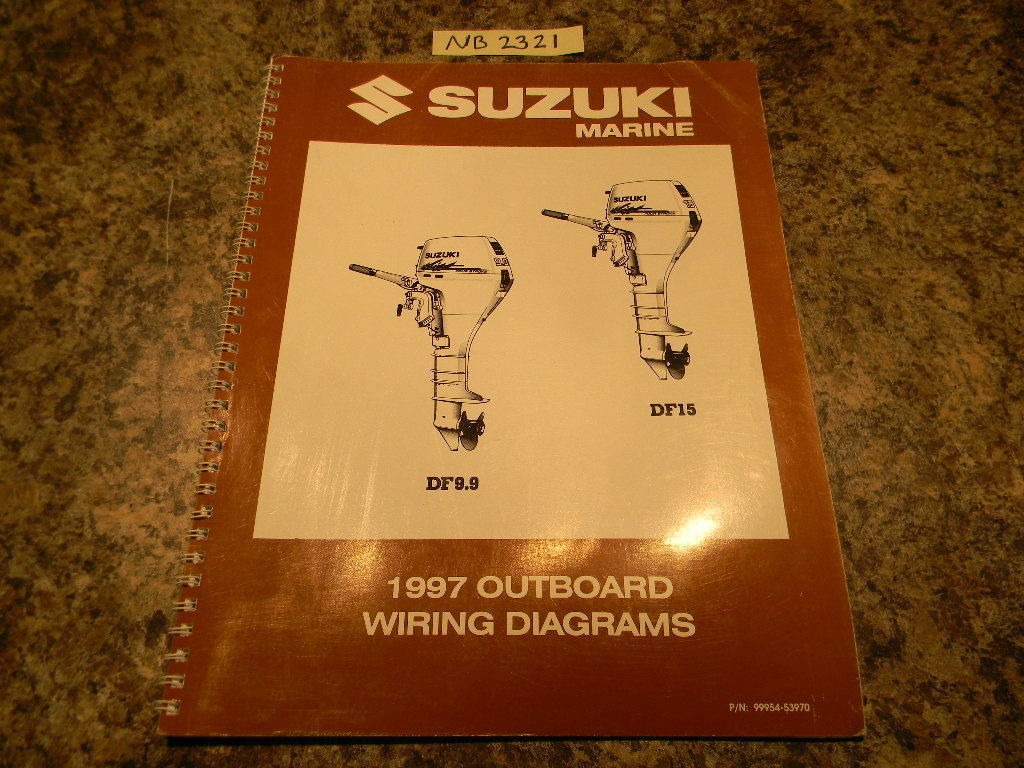 NB 2321
SUZUKI
MARINE
SUZUKI
SUZUKI
DF15
DF9.9
1997 OUTBOARD
WIRING DIAGRAMS
P/N: 99954-53970